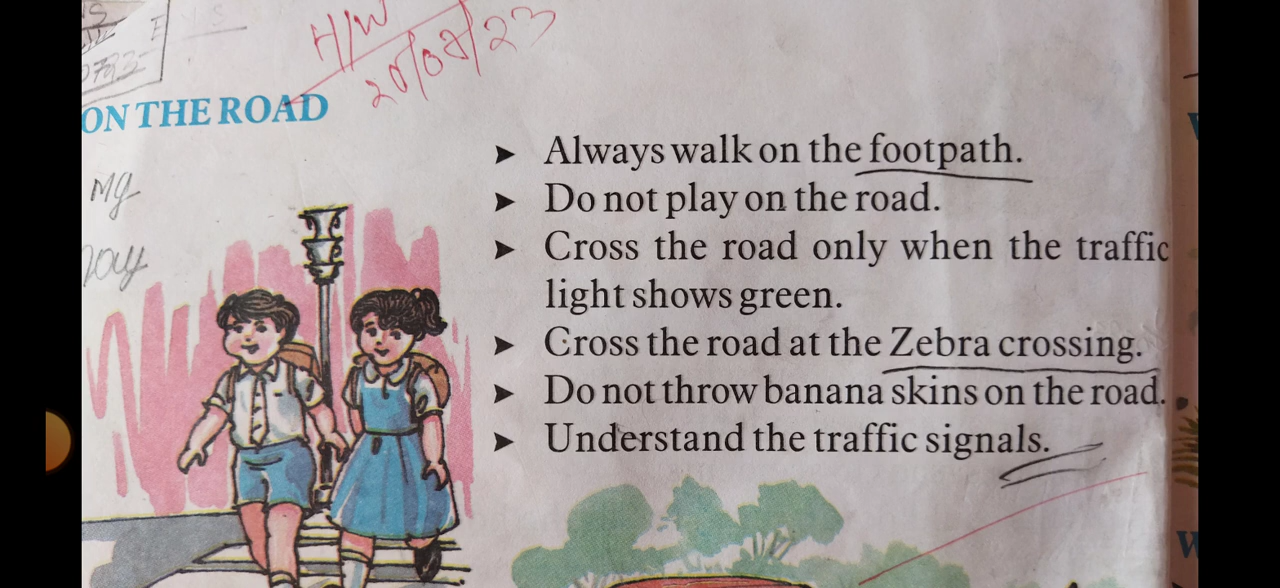 H/W
20/08/23
ON THE ROAD
➤ Always walk on the footpath.
➤ Do not play on the road.
➤ Cross the road only when the traffic
light shows green.
➤ Cross the road at the Zebra crossing.
➤ Do not throw banana skins on the road.
➤ Understand the traffic signals.